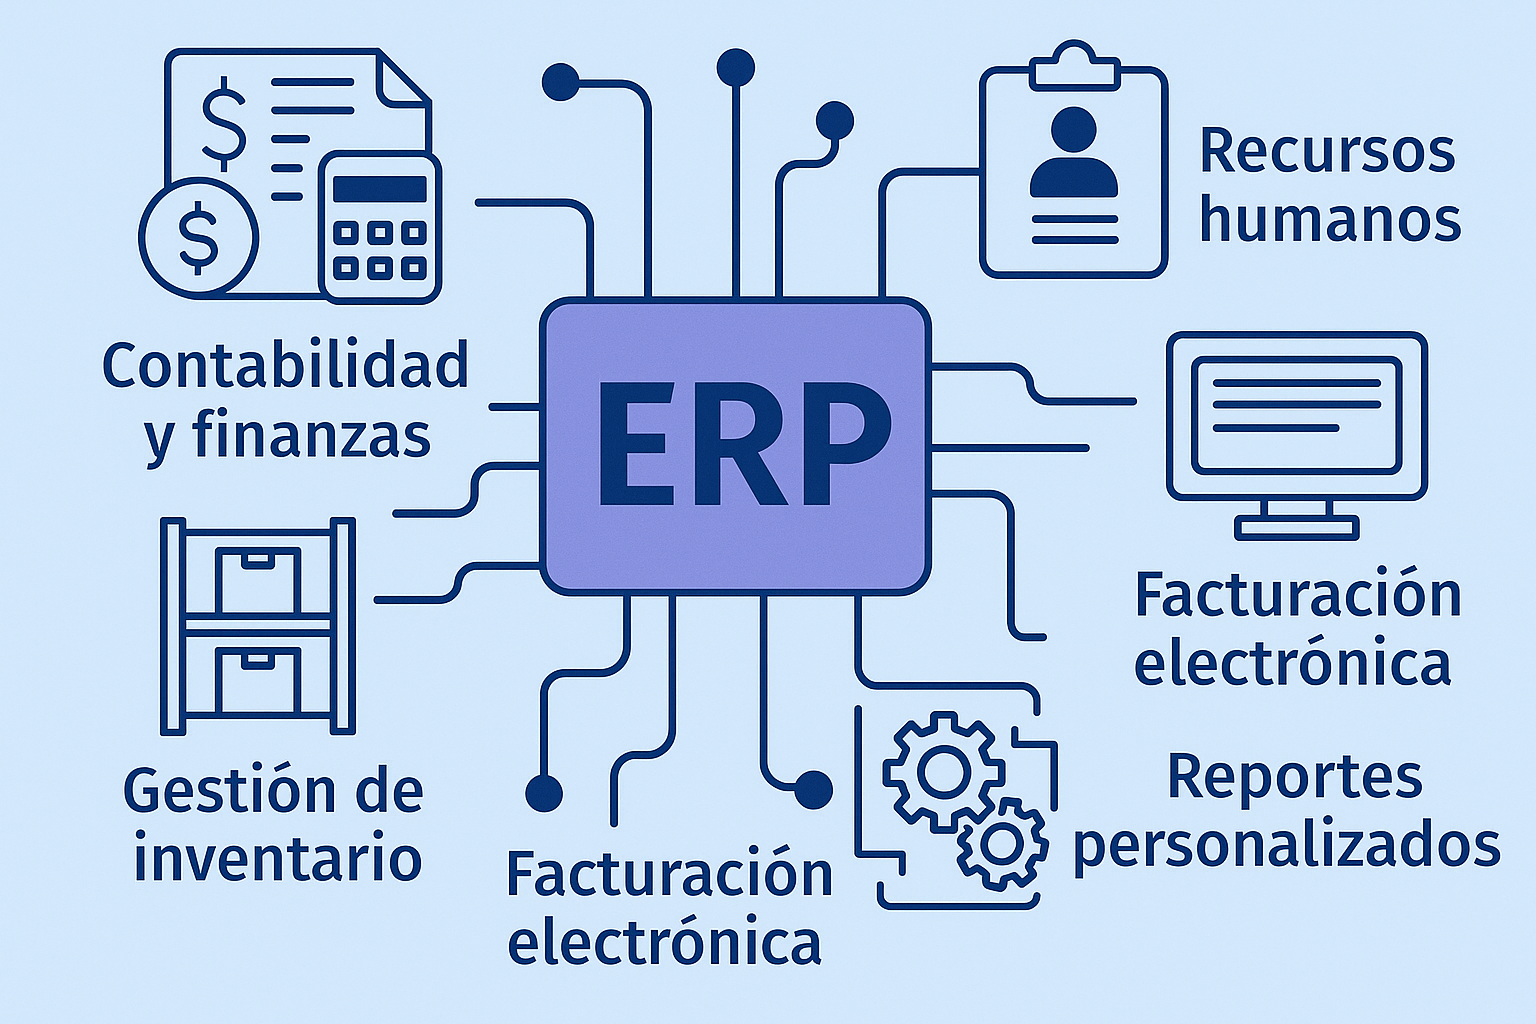 $
$
Recursos
humanos
Contabilidad
y finanzas
ERP
Facturación
electrónica
Gestión de
inventario
Reportes
personalizados
Facturación
electrónica